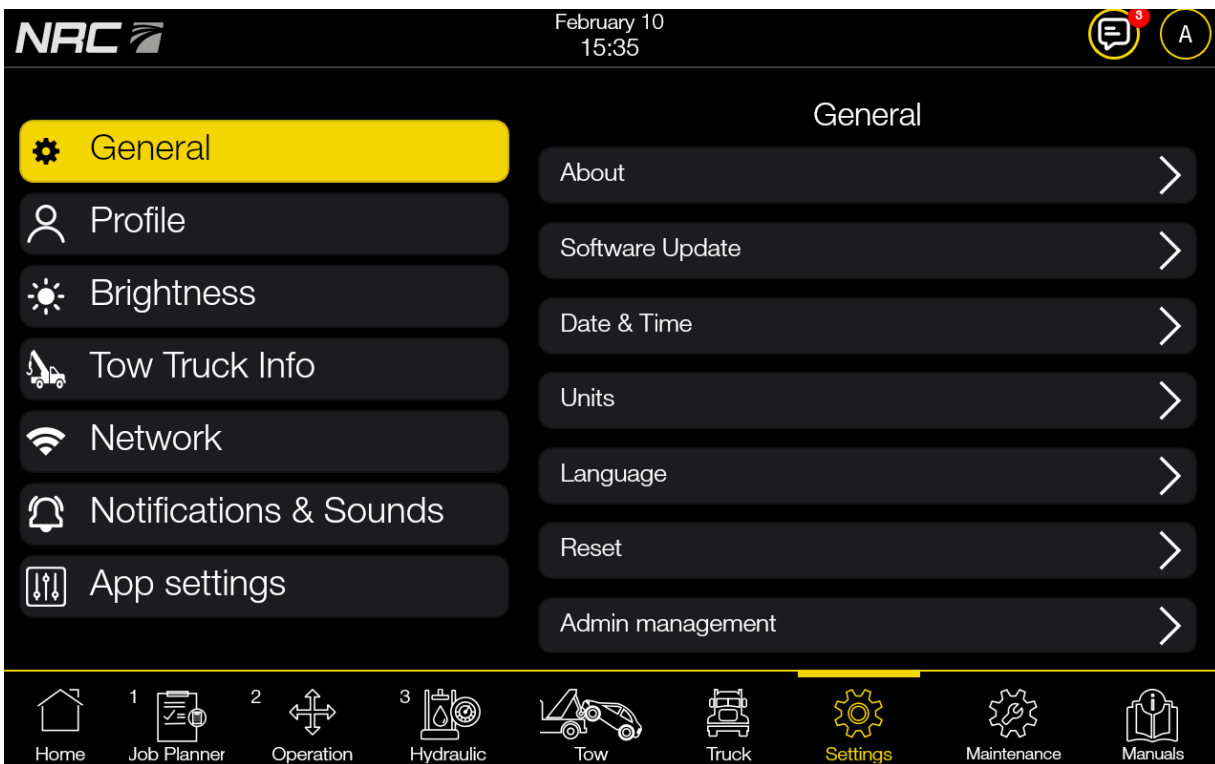 NRC
February 10
15:35
3
A
General
Profile
Brightness
Tow Truck Info
Network
Notifications & Sounds
App settings
General
About
Software Update
Date & Time
Units
Language
Reset
Admin management
Home
1 Job Planner
2 Operation
3 Hydraulic
Tow
Truck
Settings
Maintenance
Manuals